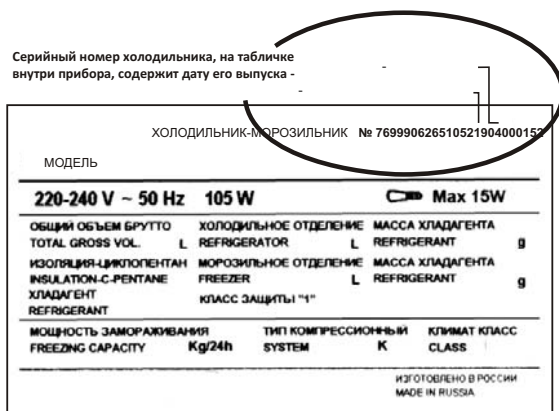 Серийный номер холодильника, на табличке
внутри прибора, содержит дату его выпуска -
-
-
ХОЛОДИЛЬНИК-МОРОЗИЛЬНИК № 769990626510521904000152
МОДЕЛЬ
220-240 V ~ 50 Hz 105 W Max 15W
ОБЩИЙ ОБЪЕМ БРУТТО ХОЛОДИЛЬНОЕ ОТДЕЛЕНИЕ МАССА ХЛАДАГЕНТА
TOTAL GROSS VOL. L REFRIGERATOR L REFRIGERANT g
ИЗОЛЯЦИЯ-ЦИКЛОПЕНТАН МОРОЗИЛЬНОЕ ОТДЕЛЕНИЕ МАССА ХЛАДАГЕНТА
INSULATION-C-PENTANE FREEZER L REFRIGERANT g
ХЛАДАГЕНТ КЛАСС ЗАЩИТЫ "1"
REFRIGERANT
МОЩНОСТЬ ЗАМОРАЖИВАНИЯ ТИП КОМПРЕССИОННЫЙ КЛИМАТ КЛАСС
FREEZING CAPACITY Kg/24h SYSTEM K CLASS
ИЗГОТОВЛЕНО В РОССИИ
MADE IN RUSSIA